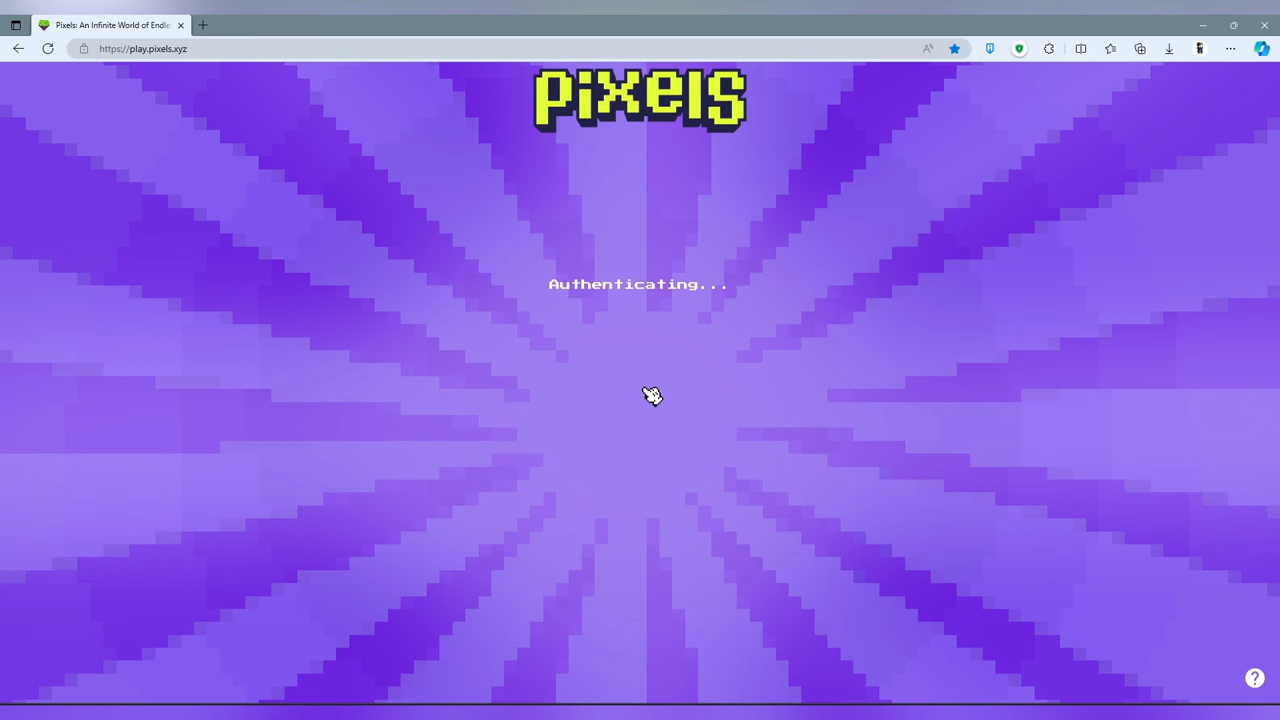 Pixels: An Infinite World of Endle
https://play.pixels.xyz
pixels
Authenticating...
?